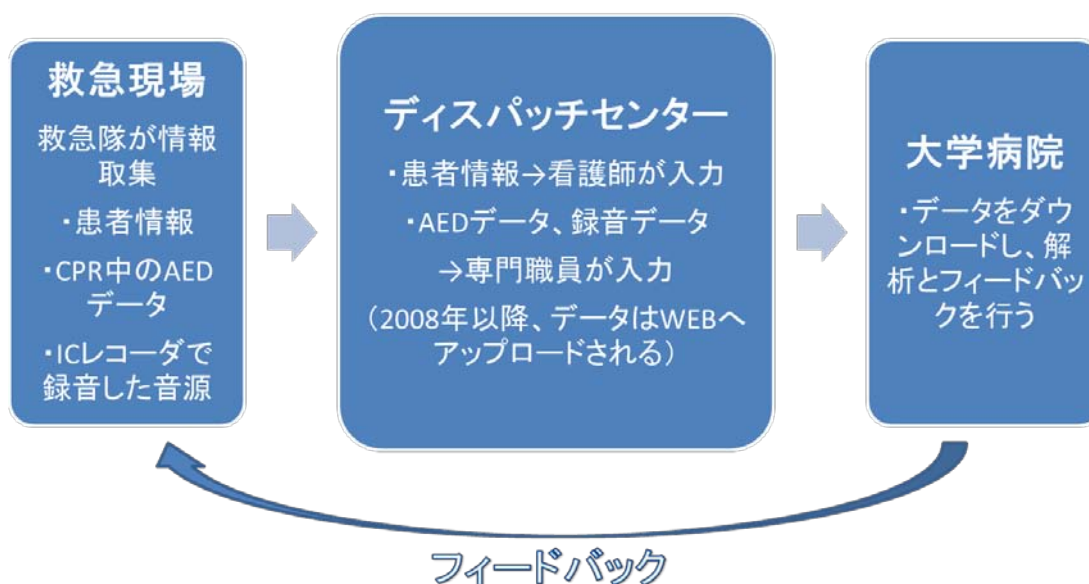 救急現場
救急隊が情報
取集
・患者情報
・CPR中のAED
データ
・ICレコーダで
録音した音源
ディスパッチセンター
・患者情報→看護師が入力
・AEDデータ、録音データ
→専門職員が入力
（2008年以降、データはWEBへ
アップロードされる）
大学病院
・データをダウ
ンロードし、解
析とフィードバッ
クを行う
フィードバック